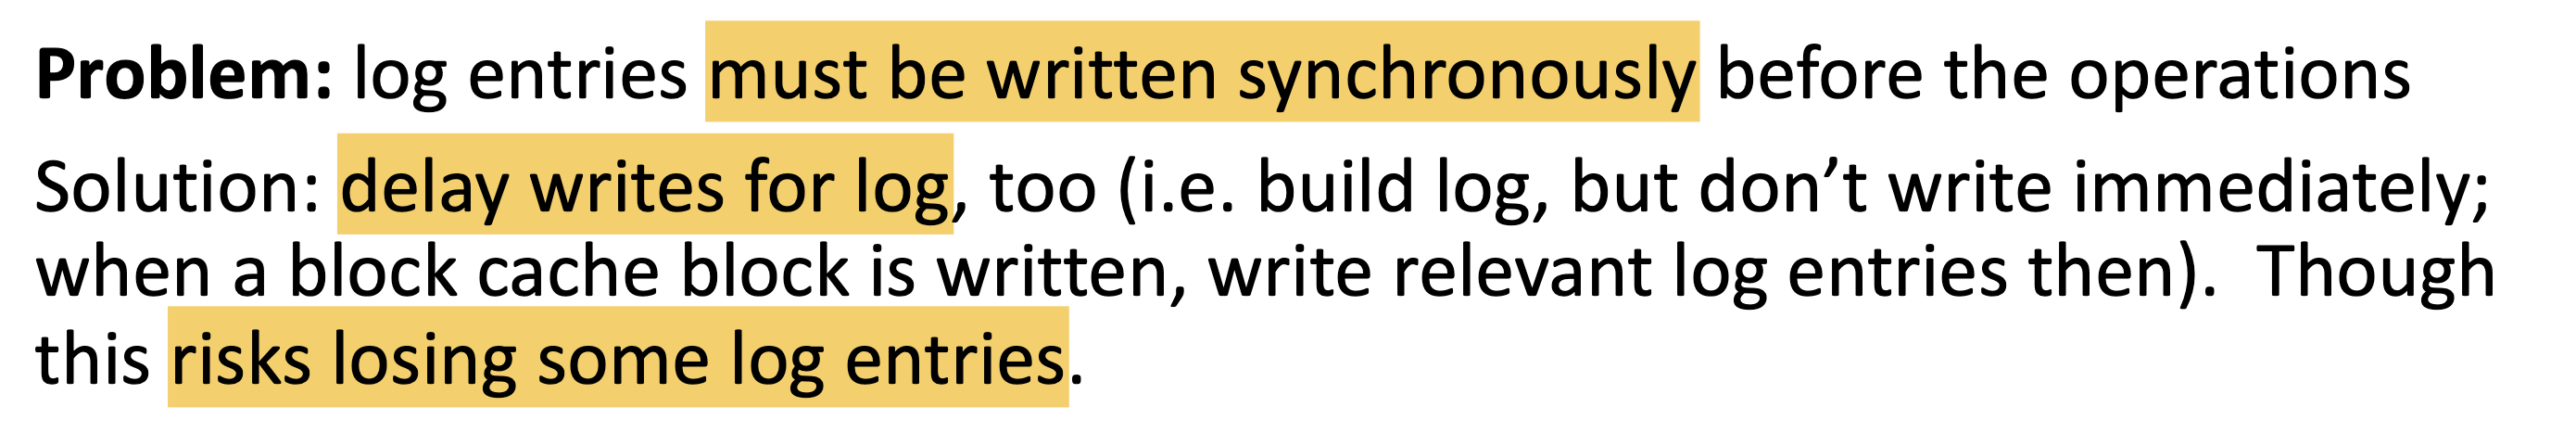 Problem: log entries must be written synchronously before the operations
Solution: delay writes for log, too (i.e. build log, but don’t write immediately;
when a block cache block is written, write relevant log entries then).  Though
this risks losing some log entries.